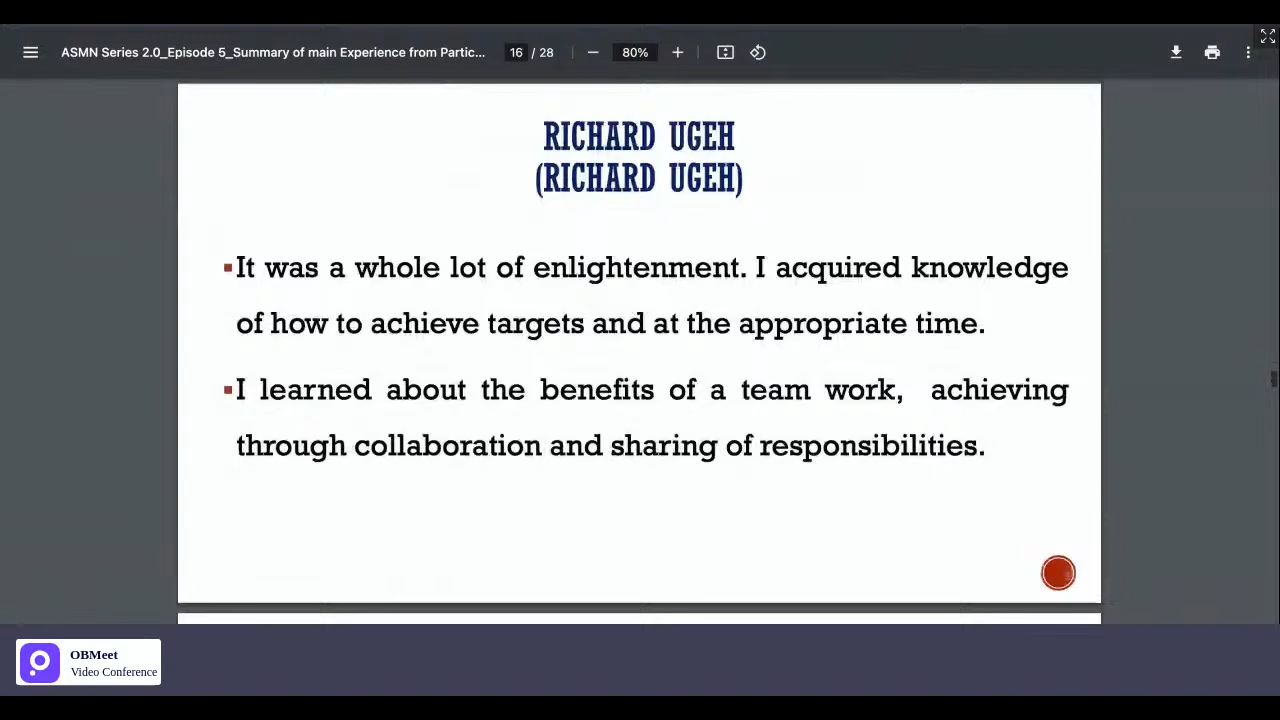 ASMN Series 2.0_Episode 5_Summary of main Experience from Partic...
16 / 28
80%
RICHARD UGEH
(RICHARD UGEH)
It was a whole lot of enlightenment. I acquired knowledge
of how to achieve targets and at the appropriate time.
I learned about the benefits of a team work, achieving
through collaboration and sharing of responsibilities.
OBMeet
Video Conference